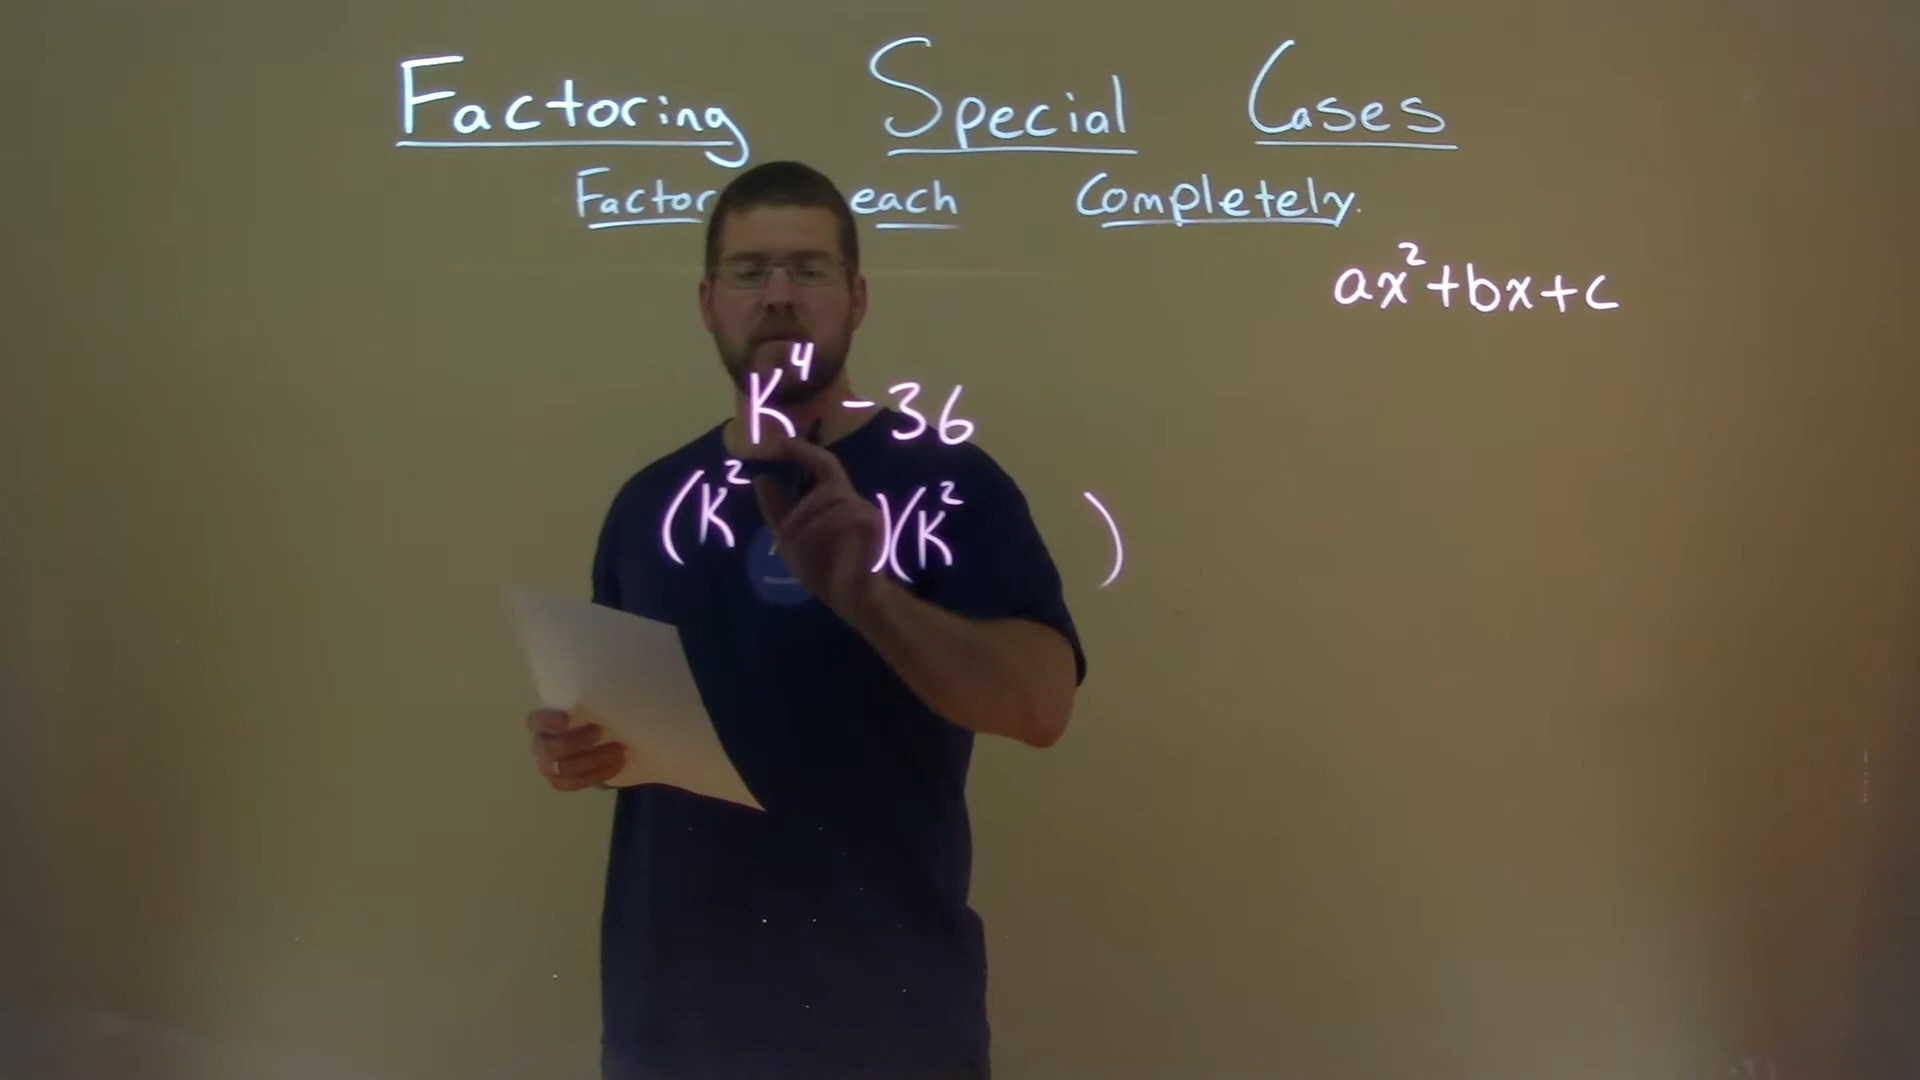 Factoring Special Cases
Factor each Completely.
ax²+bx+c
K⁴-36
(K² )(K² )